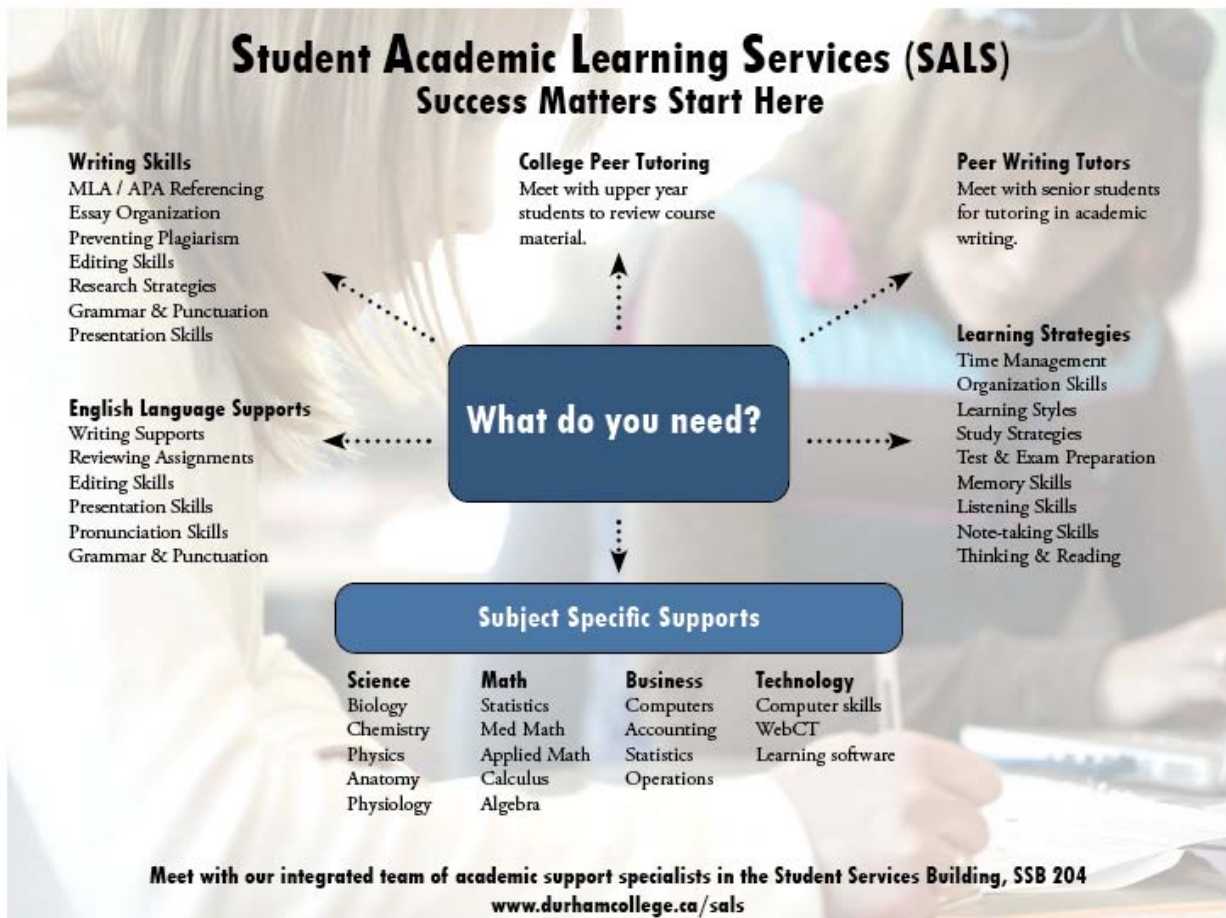 Student Academic Learning Services (SALS)
Success Matters Start Here
Writing Skills
MLA / APA Referencing
Essay Organization
Preventing Plagiarism
Editing Skills
Research Strategies
Grammar & Punctuation
Presentation Skills
College Peer Tutoring
Meet with upper year
students to review course
material.
Peer Writing Tutors
Meet with senior students
for tutoring in academic
writing.
English Language Supports
Writing Supports
Reviewing Assignments
Editing Skills
Presentation Skills
Pronunciation Skills
Grammar & Punctuation
What do you need?
Learning Strategies
Time Management
Organization Skills
Learning Styles
Study Strategies
Test & Exam Preparation
Memory Skills
Listening Skills
Note-taking Skills
Thinking & Reading
Subject Specific Supports
Science
Biology
Chemistry
Physics
Anatomy
Physiology
Math
Statistics
Med Math
Applied Math
Calculus
Algebra
Business
Computers
Accounting
Statistics
Operations
Technology
Computer skills
WebCT
Learning software
Meet with our integrated team of academic support specialists in the Student Services Building, SSB 204
www.durhamcollege.ca/sals